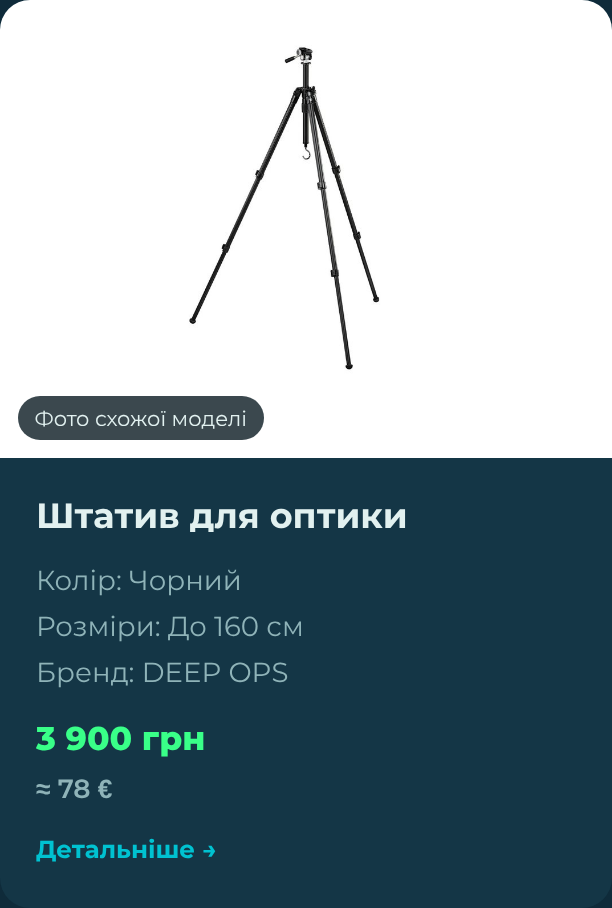 Фото схожої моделі
Штатив для оптики
Колір: Чорний
Розміри: До 160 см
Бренд: DEEP OPS
3 900 грн
≈ 78 €
Детальніше →